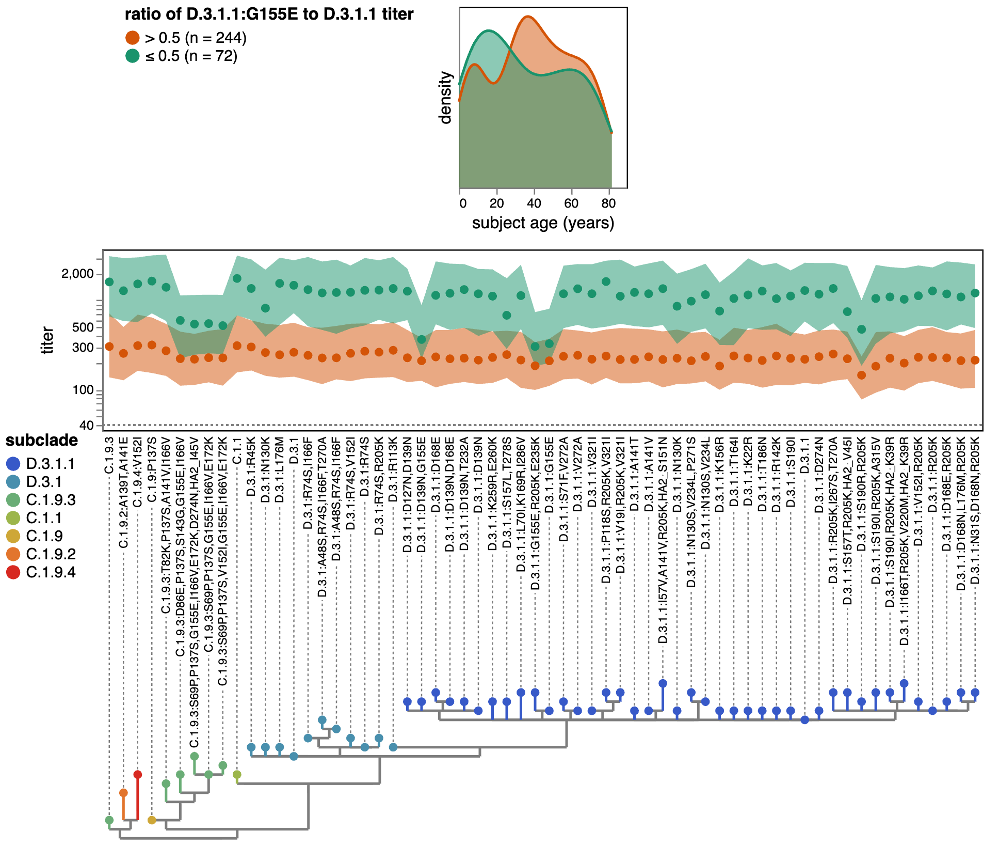 ratio of D.3.1.1:G155E to D.3.1.1 titer
> 0.5 (n = 244)
≤ 0.5 (n = 72)
density
0 20 40 60 80
subject age (years)
titer
2,000
500
300
100
40
C.1.9.3
C.1.9.2:A139T,A141E
C.1.9.4:V152I
C.1.9:P137S
C.1.9.3:T82K,P137S,A141V,I166V
C.1.9.3:D86E,P137S,S143G,G155E,I166V
C.1.9.3:S69P,P137S,G155E,I166V,E172K,D274N,HA2_I45V
C.1.9.3:S69P,P137S,G155E,I166V,E172K
C.1.9.3:S69P,P137S,V152I,G155E,I166V,E172K
C.1.1
D.3.1:R45K
D.3.1:N130K
D.3.1:L176M
D.3.1
D.3.1:R74S,I166F
D.3.1:A48S,R74S,I166F,T270A
D.3.1:A48S,R74S,I166F
D.3.1:R74S,V152I
D.3.1:R74S
D.3.1:R74S,R205K
D.3.1:R113K
D.3.1.1:D127N,D139N
D.3.1.1:D139N,G155E
D.3.1.1:D168E
D.3.1.1:D139N,D168E
D.3.1.1:D139N,T232A
D.3.1.1:D139N
D.3.1.1:K259R,E260K
D.3.1.1:S157L,T278S
D.3.1.1:L70I,K169R,I286V
D.3.1.1:G155E,R205K,E235K
D.3.1.1:G155E
D.3.1.1:S71F,V272A
D.3.1.1:V272A
D.3.1.1:V321I
D.3.1.1:P118S,R205K,V321I
D.3.1.1:V19I,R205K,V321I
D.3.1.1:A141T
D.3.1.1:A141V
D.3.1.1:I57V,A141V,R205K,HA2_S151N
D.3.1.1:N130K
D.3.1.1:N130S,V234L,P271S
D.3.1.1:N130S,V234L
D.3.1.1:K156R
D.3.1.1:T164I
D.3.1.1:K22R
D.3.1.1:T186N
D.3.1.1:R142K
D.3.1.1:S190I
D.3.1.1
D.3.1.1:D274N
D.3.1.1:R205K,I267S,T270A
D.3.1.1:S157T,R205K,HA2_V45I
D.3.1.1:S190R,R205K
D.3.1.1:S190I,R205K,A315V
D.3.1.1:S190I,R205K,HA2_K39R
D.3.1.1:I166T,R205K,V220M,HA2_K39R
D.3.1.1:V152I,R205K
D.3.1.1:R205K
D.3.1.1:D168E,R205K
D.3.1.1:D168N,L176M,R205K
D.3.1.1:N31S,D168N,R205K
subclade
D.3.1.1
D.3.1
C.1.9.3
C.1.1
C.1.9
C.1.9.2
C.1.9.4